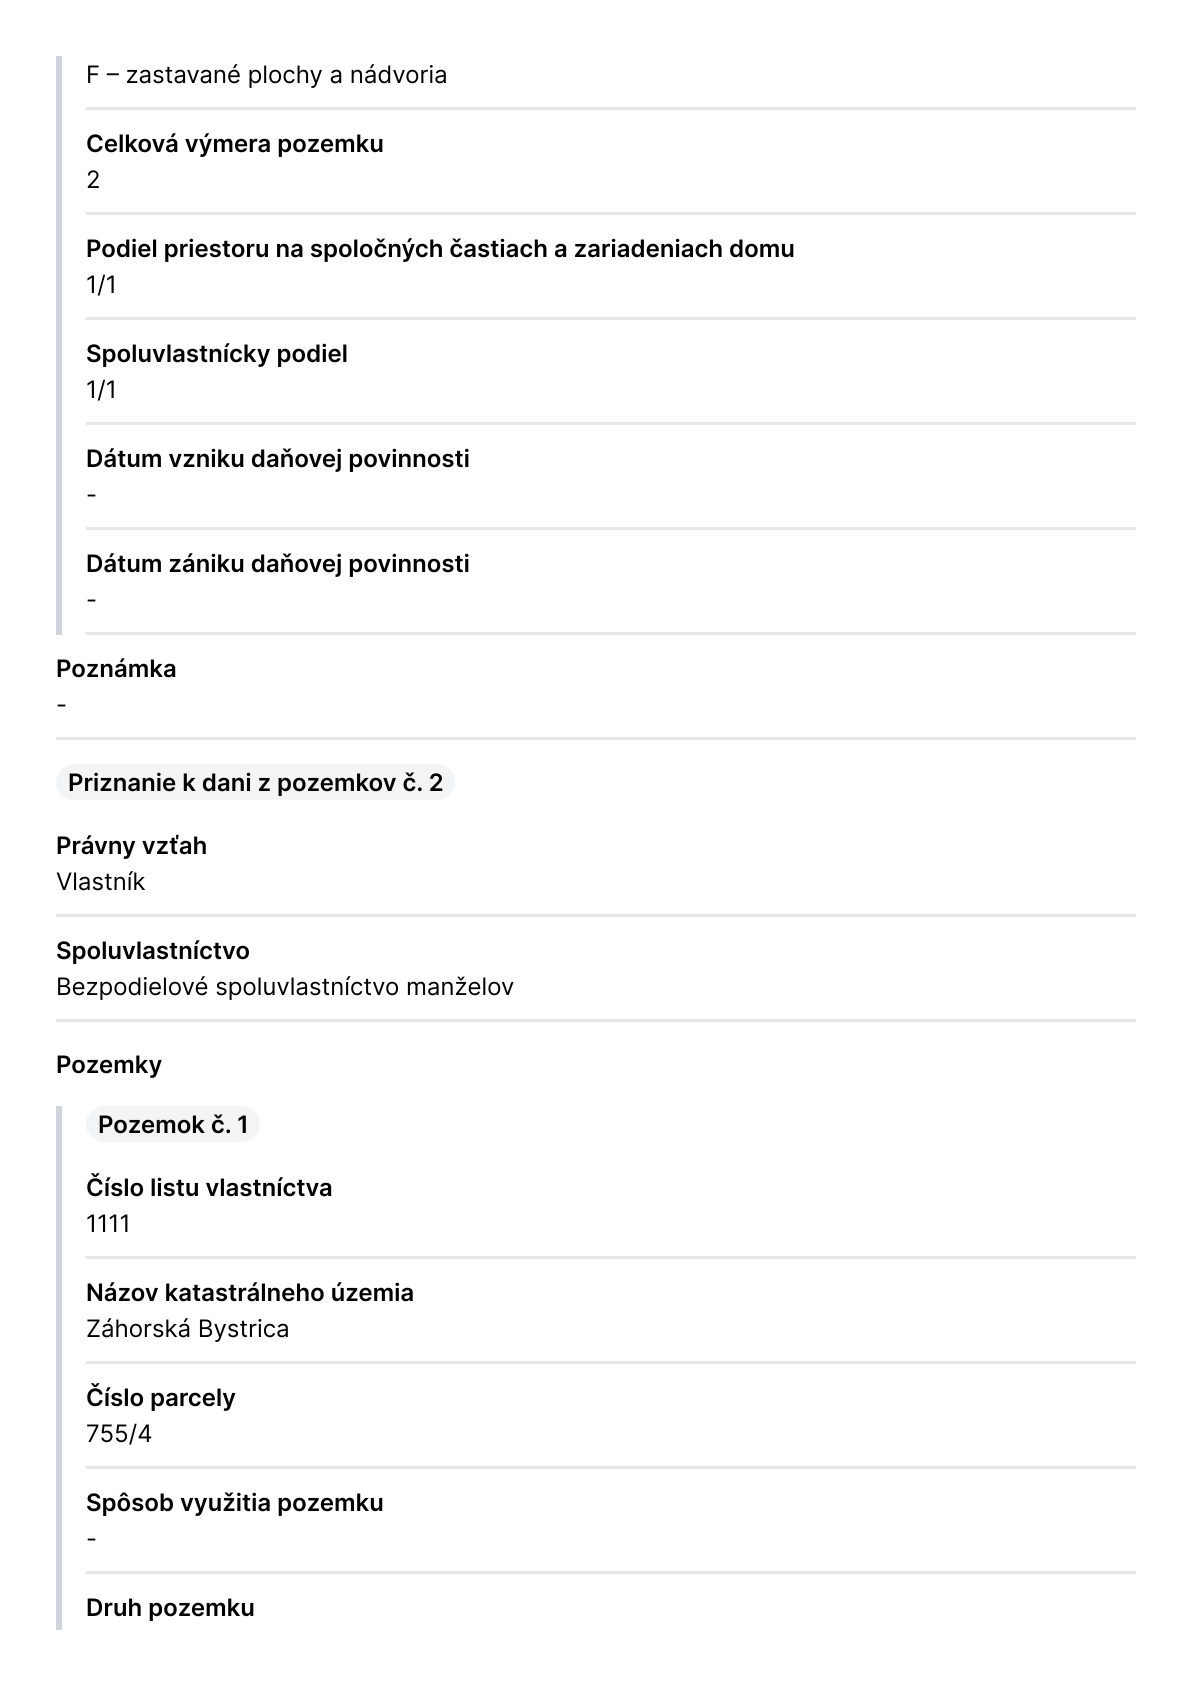 F – zastavané plochy a nádvoria
Celková výmera pozemku
2
Podiel priestoru na spoločných častiach a zariadeniach domu
1/1
Spoluvlastnícky podiel
1/1
Dátum vzniku daňovej povinnosti
-
Dátum zániku daňovej povinnosti
-
Poznámka
-
Priznanie k dani z pozemkov č. 2
Právny vzťah
Vlastník
Spoluvlastníctvo
Bezpodielové spoluvlastníctvo manželov
Pozemky
Pozemok č. 1
Číslo listu vlastníctva
1111
Názov katastrálneho územia
Záhorská Bystrica
Číslo parcely
755/4
Spôsob využitia pozemku
-
Druh pozemku